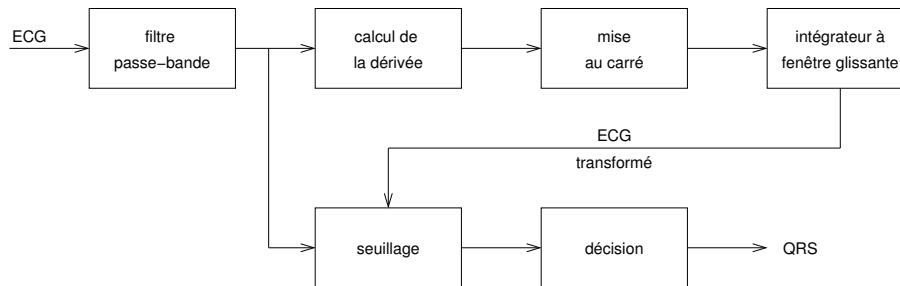 ECG
filtre
passe−bande
calcul de
la dérivée
mise
au carré
intégrateur à
fenêtre glissante
ECG
transformé
seuillage
décision
QRS